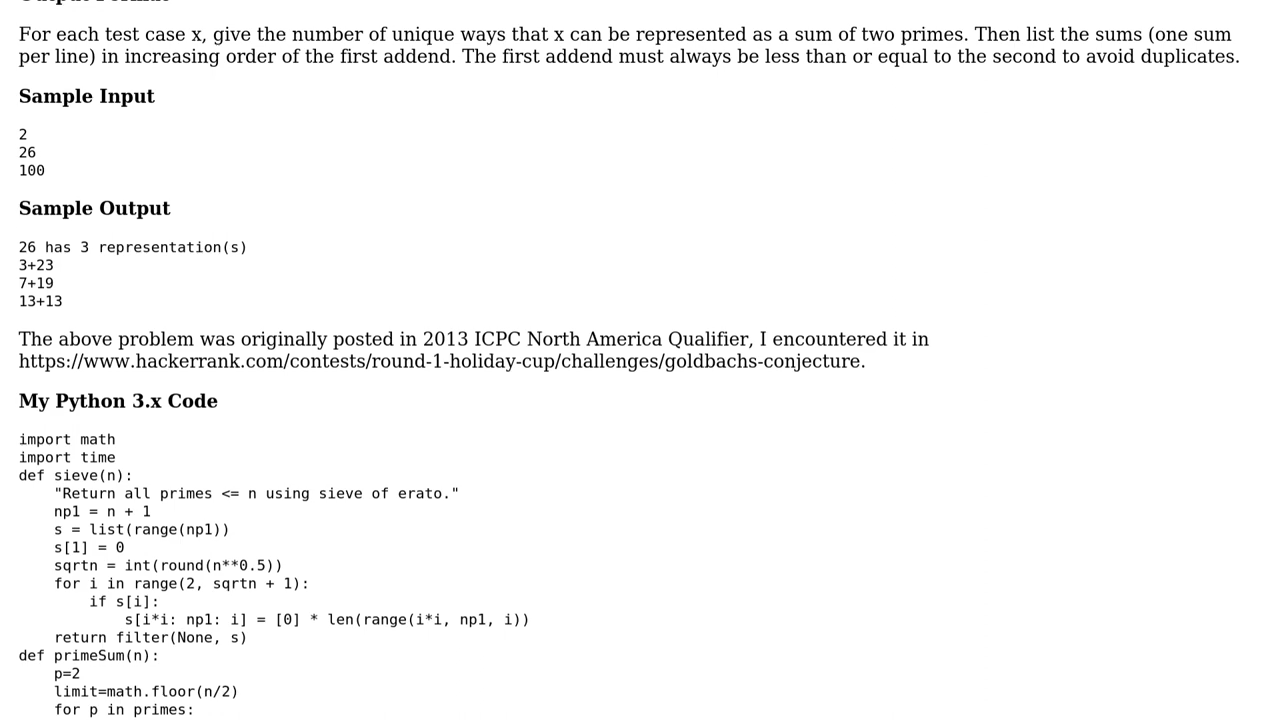 Output Format
For each test case x, give the number of unique ways that x can be represented as a sum of two primes. Then list the sums (one sum
per line) in increasing order of the first addend. The first addend must always be less than or equal to the second to avoid duplicates.
Sample Input
2
26
100
Sample Output
26 has 3 representation(s)
3+23
7+19
13+13
The above problem was originally posted in 2013 ICPC North America Qualifier, I encountered it in
https://www.hackerrank.com/contests/round-1-holiday-cup/challenges/goldbachs-conjecture.
My Python 3.x Code
import math
import time
def sieve(n):
    "Return all primes <= n using sieve of erato."
    np1 = n + 1
    s = list(range(np1))
    s[1] = 0
    sqrtn = int(round(n**0.5))
    for i in range(2, sqrtn + 1):
        if s[i]:
            s[i*i: np1: i] = [0] * len(range(i*i, np1, i))
    return filter(None, s)
def primeSum(n):
    p=2
    limit=math.floor(n/2)
    for p in primes: